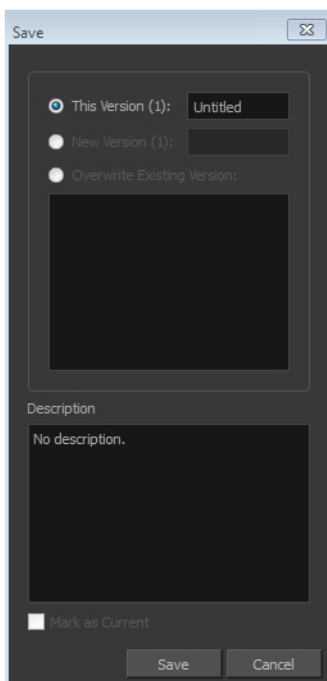 Save
This Version (1): Untitled
New Version (1):
Overwrite Existing Version:
Description
No description.
Mark as Current
Save Cancel